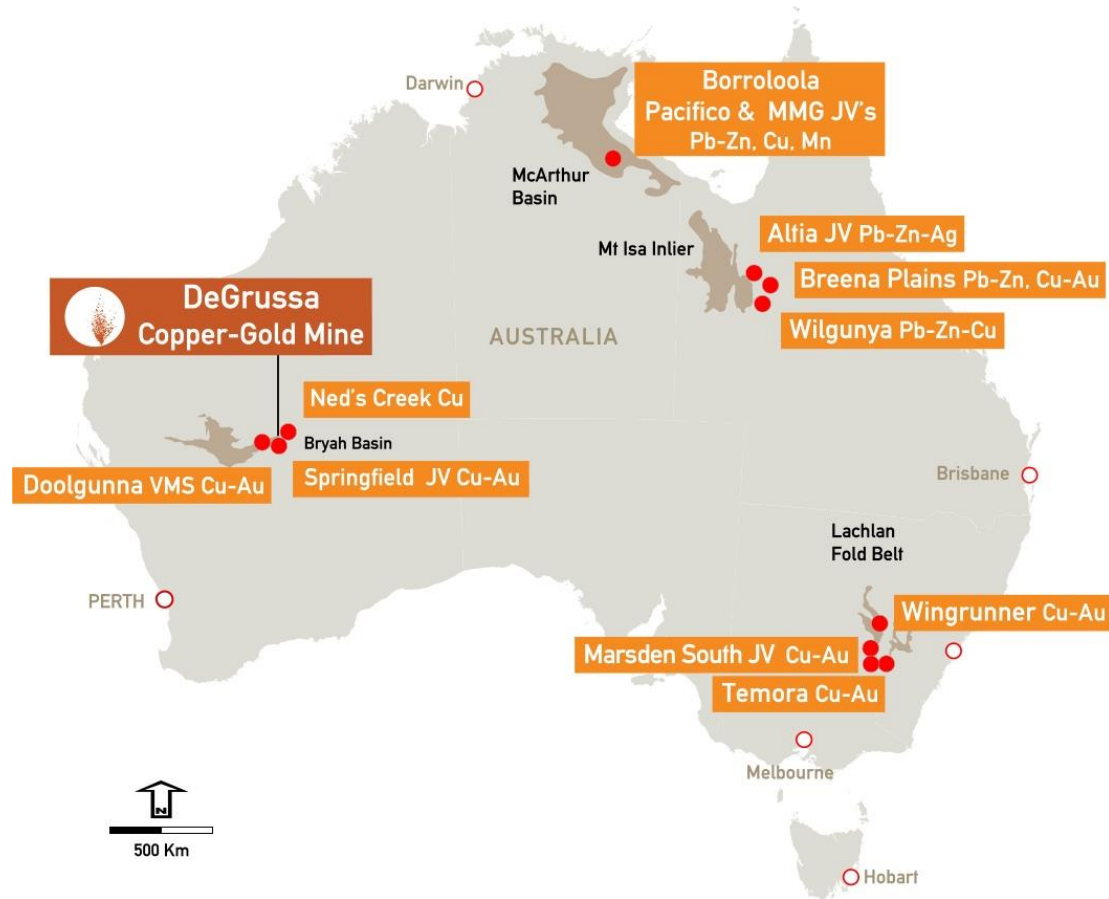 Darwin
Borroloola
Pacifico & MMG JV's
Pb-Zn, Cu, Mn
McArthur
Basin
Mt Isa Inlier
Altia JV Pb-Zn-Ag
Breena Plains Pb-Zn, Cu-Au
Wilgunya Pb-Zn-Cu
DeGrussa
Copper-Gold Mine
AUSTRALIA
Ned's Creek Cu
Bryah Basin
Doolgunna VMS Cu-Au
Springfield JV Cu-Au
Brisbane
Lachlan
Fold Belt
PERTH
Wingrunner Cu-Au
Marsden South JV Cu-Au
Temora Cu-Au
Melbourne
N
500 Km
Hobart